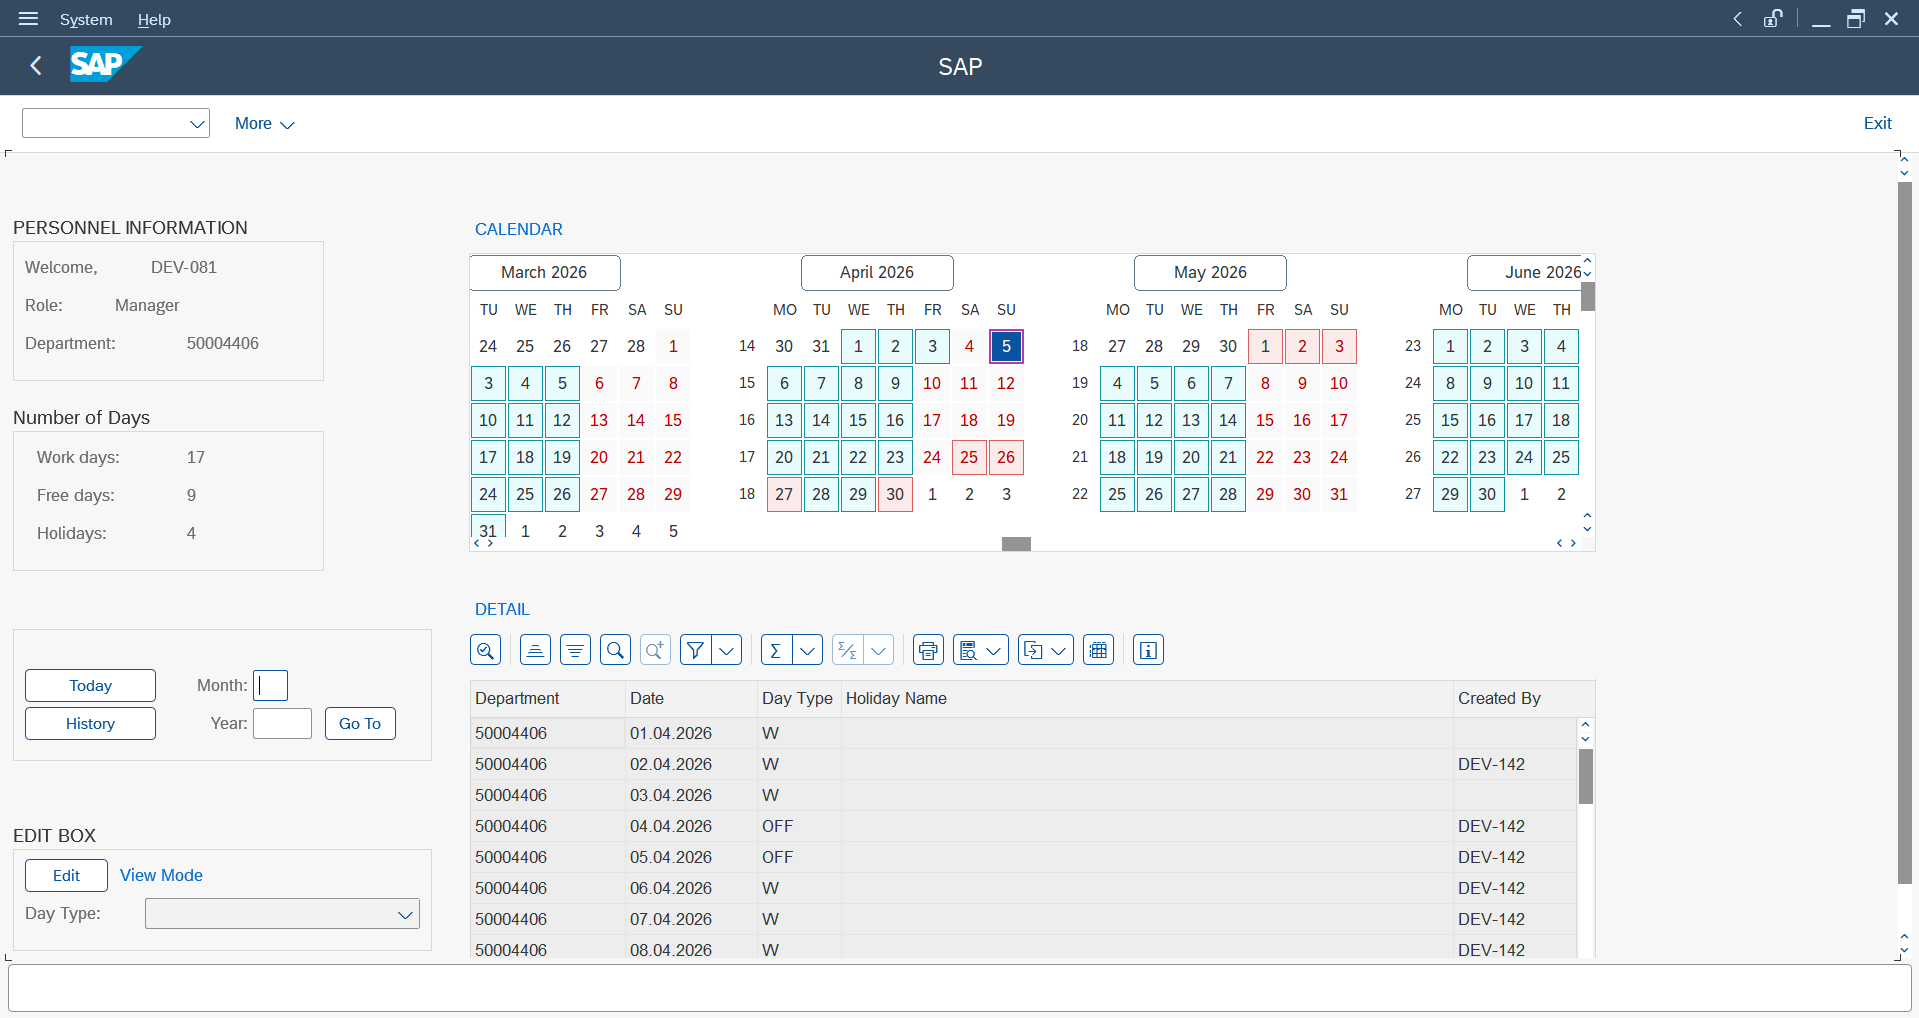 System Help
SAP
SAP
More
Exit
PERSONNEL INFORMATION
Welcome, DEV-081
Role: Manager
Department: 50004406
Number of Days
Work days: 17
Free days: 9
Holidays: 4
Today
Month:
History
Year:
Go To
EDIT BOX
Edit View Mode
Day Type:
CALENDAR
March 2026
TU WE TH FR SA SU
24 25 26 27 28 1
3 4 5 6 7 8
10 11 12 13 14 15
17 18 19 20 21 22
24 25 26 27 28 29
31 1 2 3 4 5
April 2026
MO TU WE TH FR SA SU
14 30 31 1 2 3 4 5
15 6 7 8 9 10 11 12
16 13 14 15 16 17 18 19
17 20 21 22 23 24 25 26
18 27 28 29 30 1 2 3
May 2026
MO TU WE TH FR SA SU
18 27 28 29 30 1 2 3
19 4 5 6 7 8 9 10
20 11 12 13 14 15 16 17
21 18 19 20 21 22 23 24
22 25 26 27 28 29 30 31
June 2026
MO TU WE TH
23 1 2 3 4
24 8 9 10 11
25 15 16 17 18
26 22 23 24 25
27 29 30 1 2
DETAIL
Department Date Day Type Holiday Name Created By
50004406 01.04.2026 W
50004406 02.04.2026 W DEV-142
50004406 03.04.2026 W
50004406 04.04.2026 OFF DEV-142
50004406 05.04.2026 OFF DEV-142
50004406 06.04.2026 W DEV-142
50004406 07.04.2026 W DEV-142
50004406 08.04.2026 W DEV-142